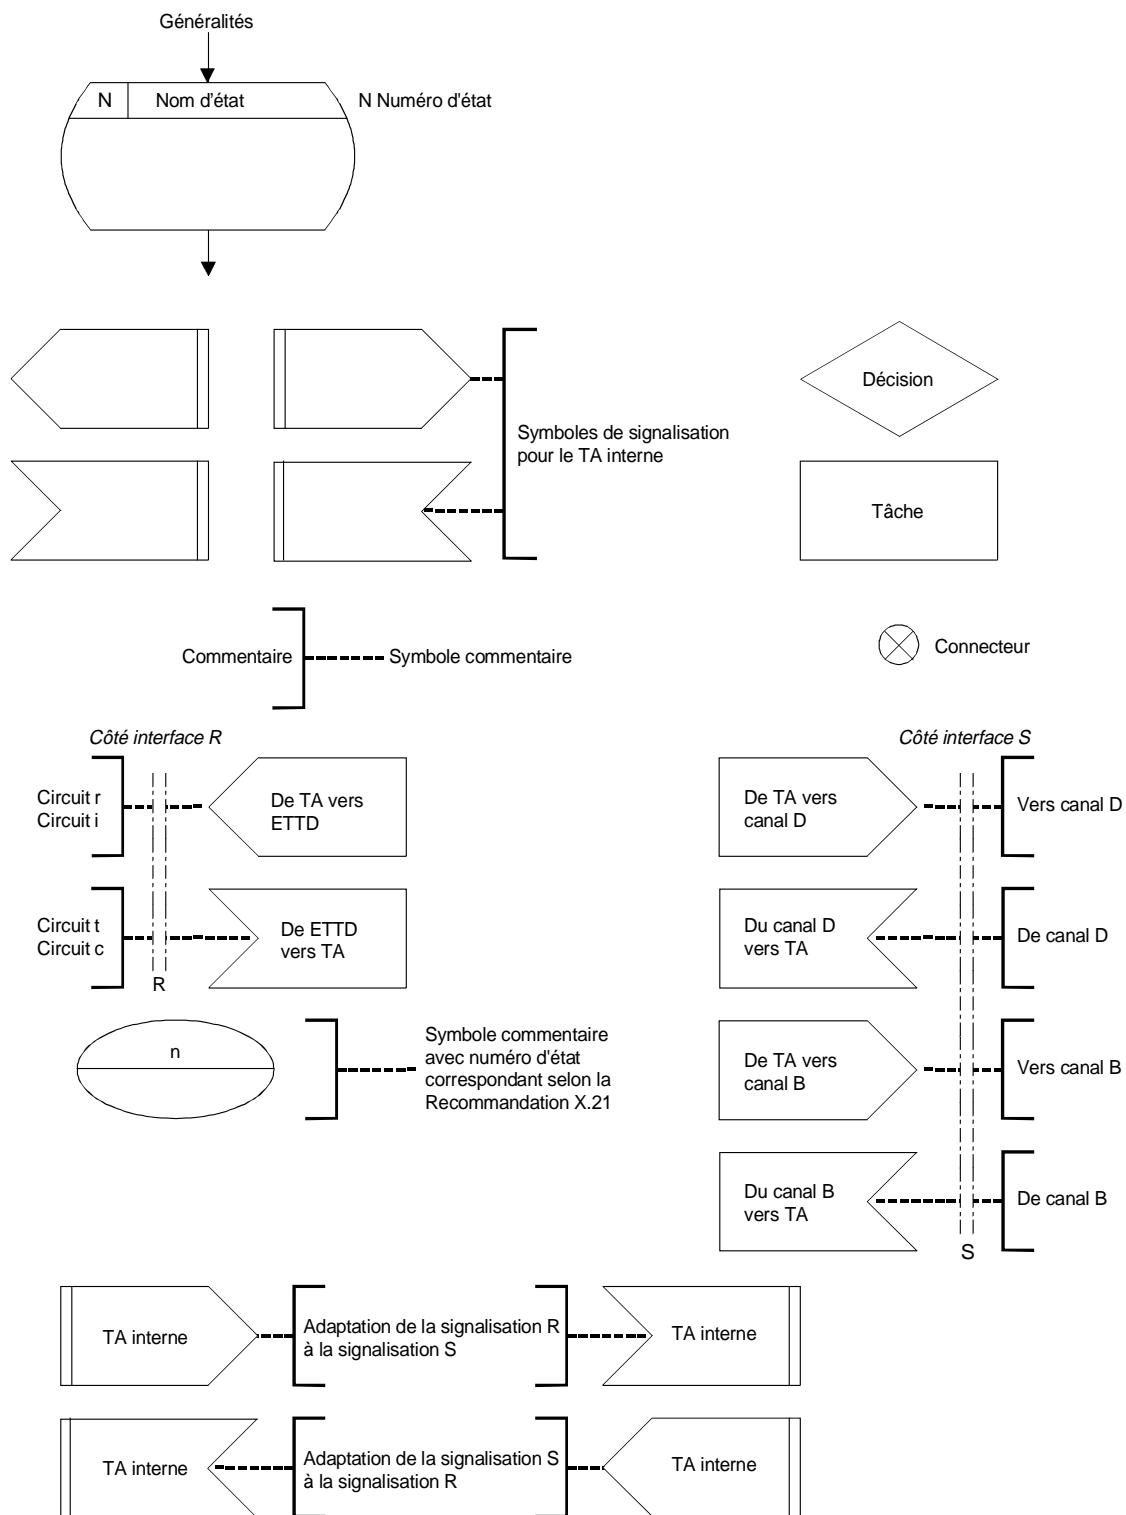 Généralités
N Nom d'état
N Numéro d'état
Symboles de signalisation
pour le TA interne
Décision
Tâche
Commentaire
Symbole commentaire
Connecteur
Côté interface R
Circuit r
Circuit i
De TA vers
ETTD
Circuit t
Circuit c
De ETTD
vers TA
R
n
Symbole commentaire
avec numéro d'état
correspondant selon la
Recommandation X.21
Côté interface S
De TA vers
canal D
Vers canal D
Du canal D
vers TA
De canal D
De TA vers
canal B
Vers canal B
Du canal B
vers TA
De canal B
S
TA interne
Adaptation de la signalisation R
à la signalisation S
TA interne
TA interne
Adaptation de la signalisation S
à la signalisation R
TA interne